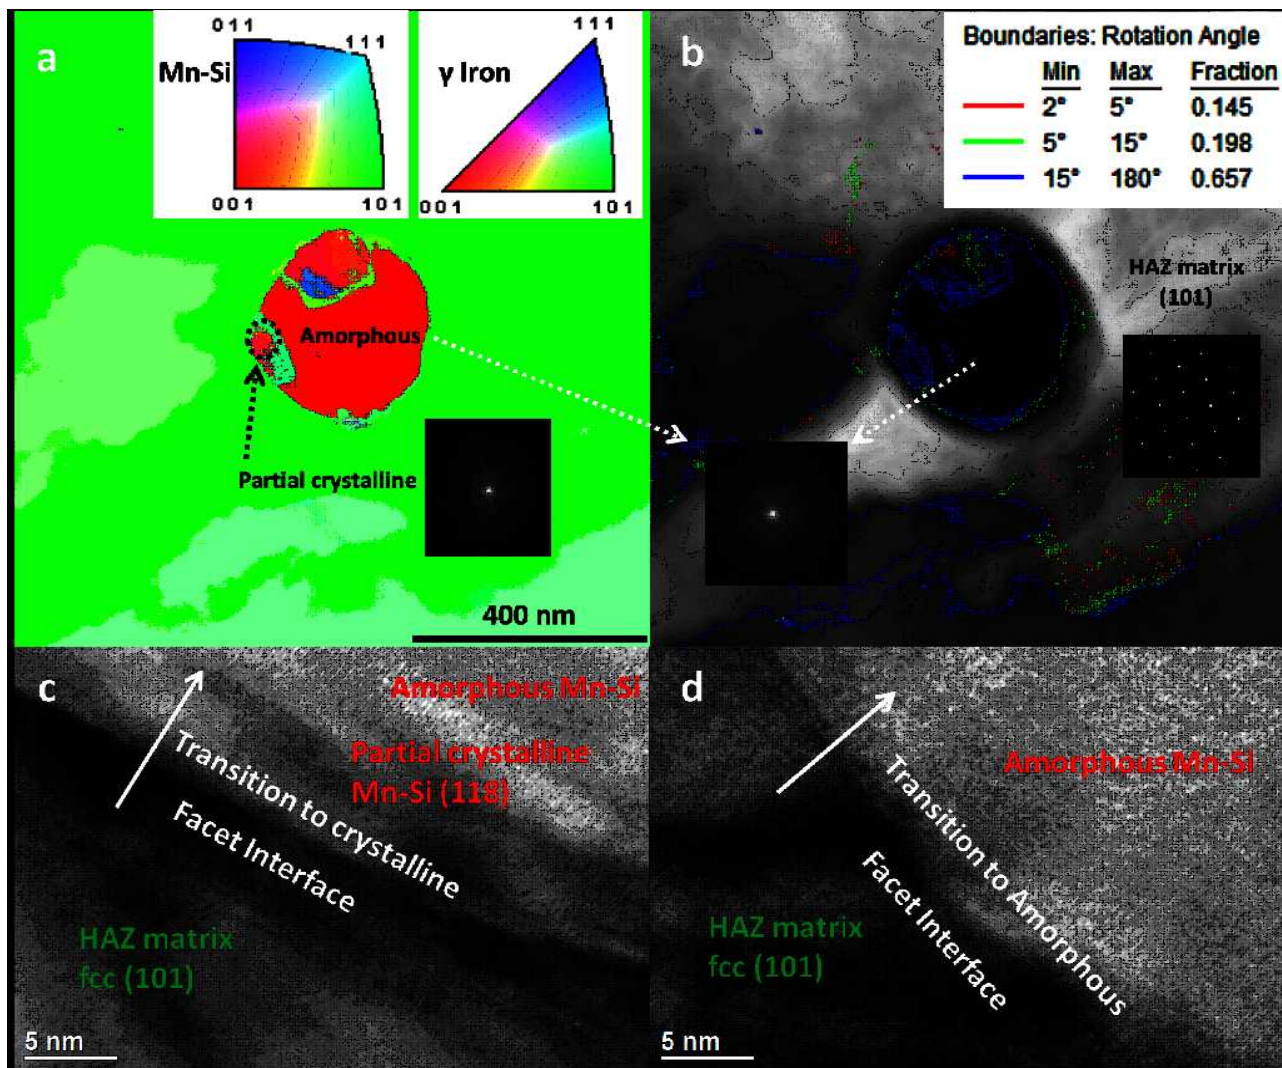 a
011
111
Mn-Si
001
101
111
γ Iron
001
101
Amorphous
Partial crystalline
400 nm
b
Boundaries: Rotation Angle
Min Max Fraction
2° 5° 0.145
5° 15° 0.198
15° 180° 0.657
HAZ matrix
(101)
c
Amorphous Mn-Si
Partial crystalline
Mn-Si (118)
Transition to crystalline
Facet Interface
HAZ matrix
fcc (101)
5 nm
d
Amorphous Mn-Si
Transition to Amorphous
Facet Interface
HAZ matrix
fcc (101)
5 nm